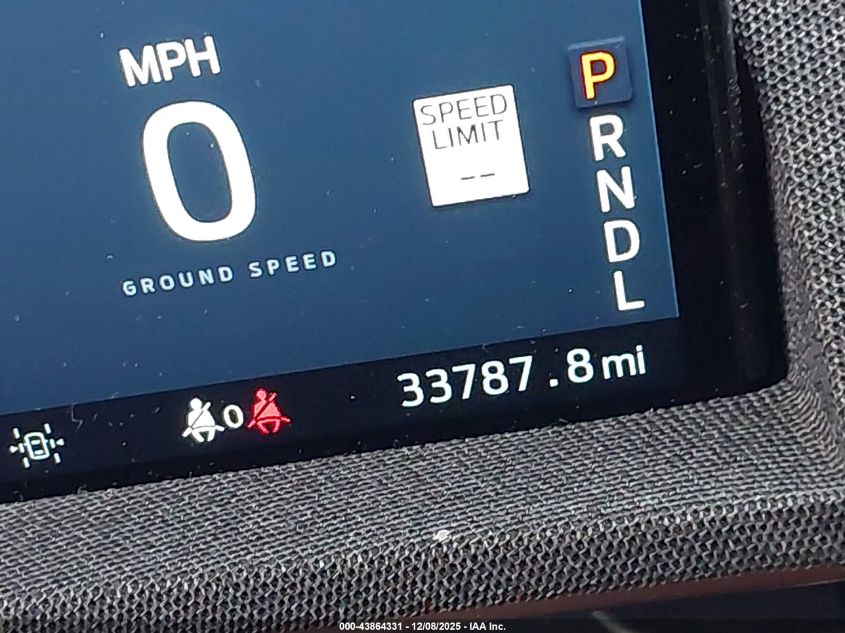 MPH
0
GROUND SPEED
SPEED
LIMIT
--
P
R
N
D
L
0
33787.8 mi
000-43864331 - 12/08/2025 - IAA Inc.